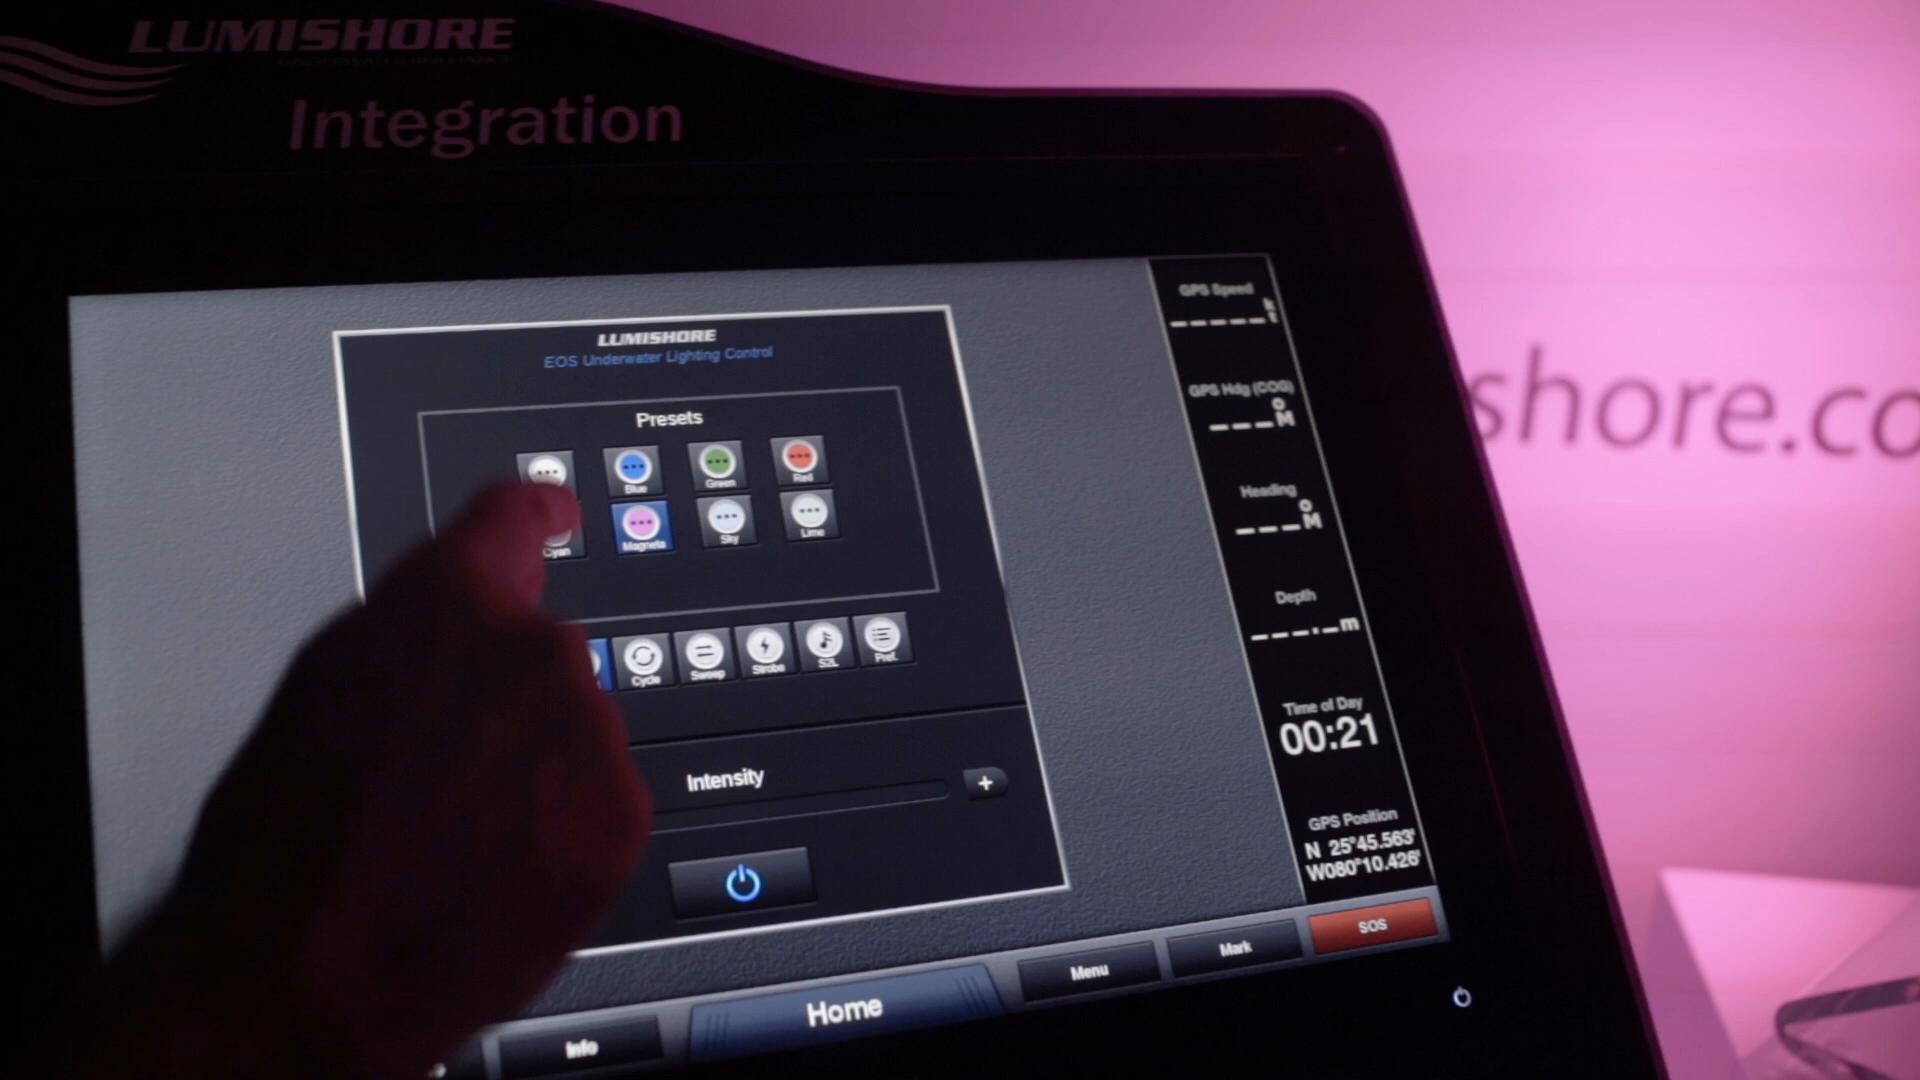 LUMISHORE
Integration
shore.co
LUMISHORE
EOS Underwater Lighting Control
Presets
Blue
Green
Red
Cyan
Magneta
Sky
Lime
Cycle
Sweep
Strobe
S2L
Pref.
Intensity
+
GPS Speed
k
t
GPS Hdg (COG)
°
M
Heading
°
M
Depth
m
Time of Day
00:21
GPS Position
N 25°45.563'
W080°10.426'
Info
Home
Menu
Mark
SOS